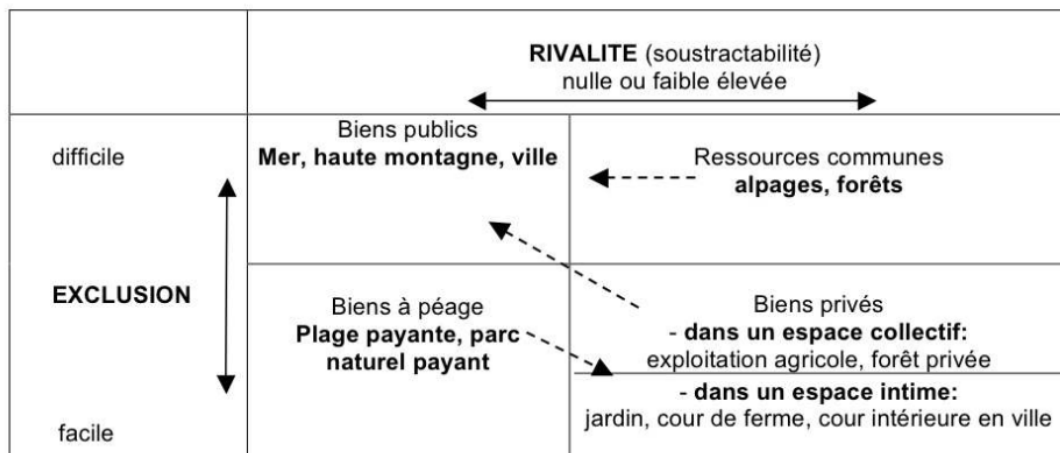 RIVALITE (soustractabilité)
nulle ou faible élevée
difficile
EXCLUSION
facile
Biens publics
Mer, haute montagne, ville
Ressources communes
alpages, forêts
Biens à péage
Plage payante, parc
naturel payant
Biens privés
- dans un espace collectif:
exploitation agricole, forêt privée
- dans un espace intime:
jardin, cour de ferme, cour intérieure en ville